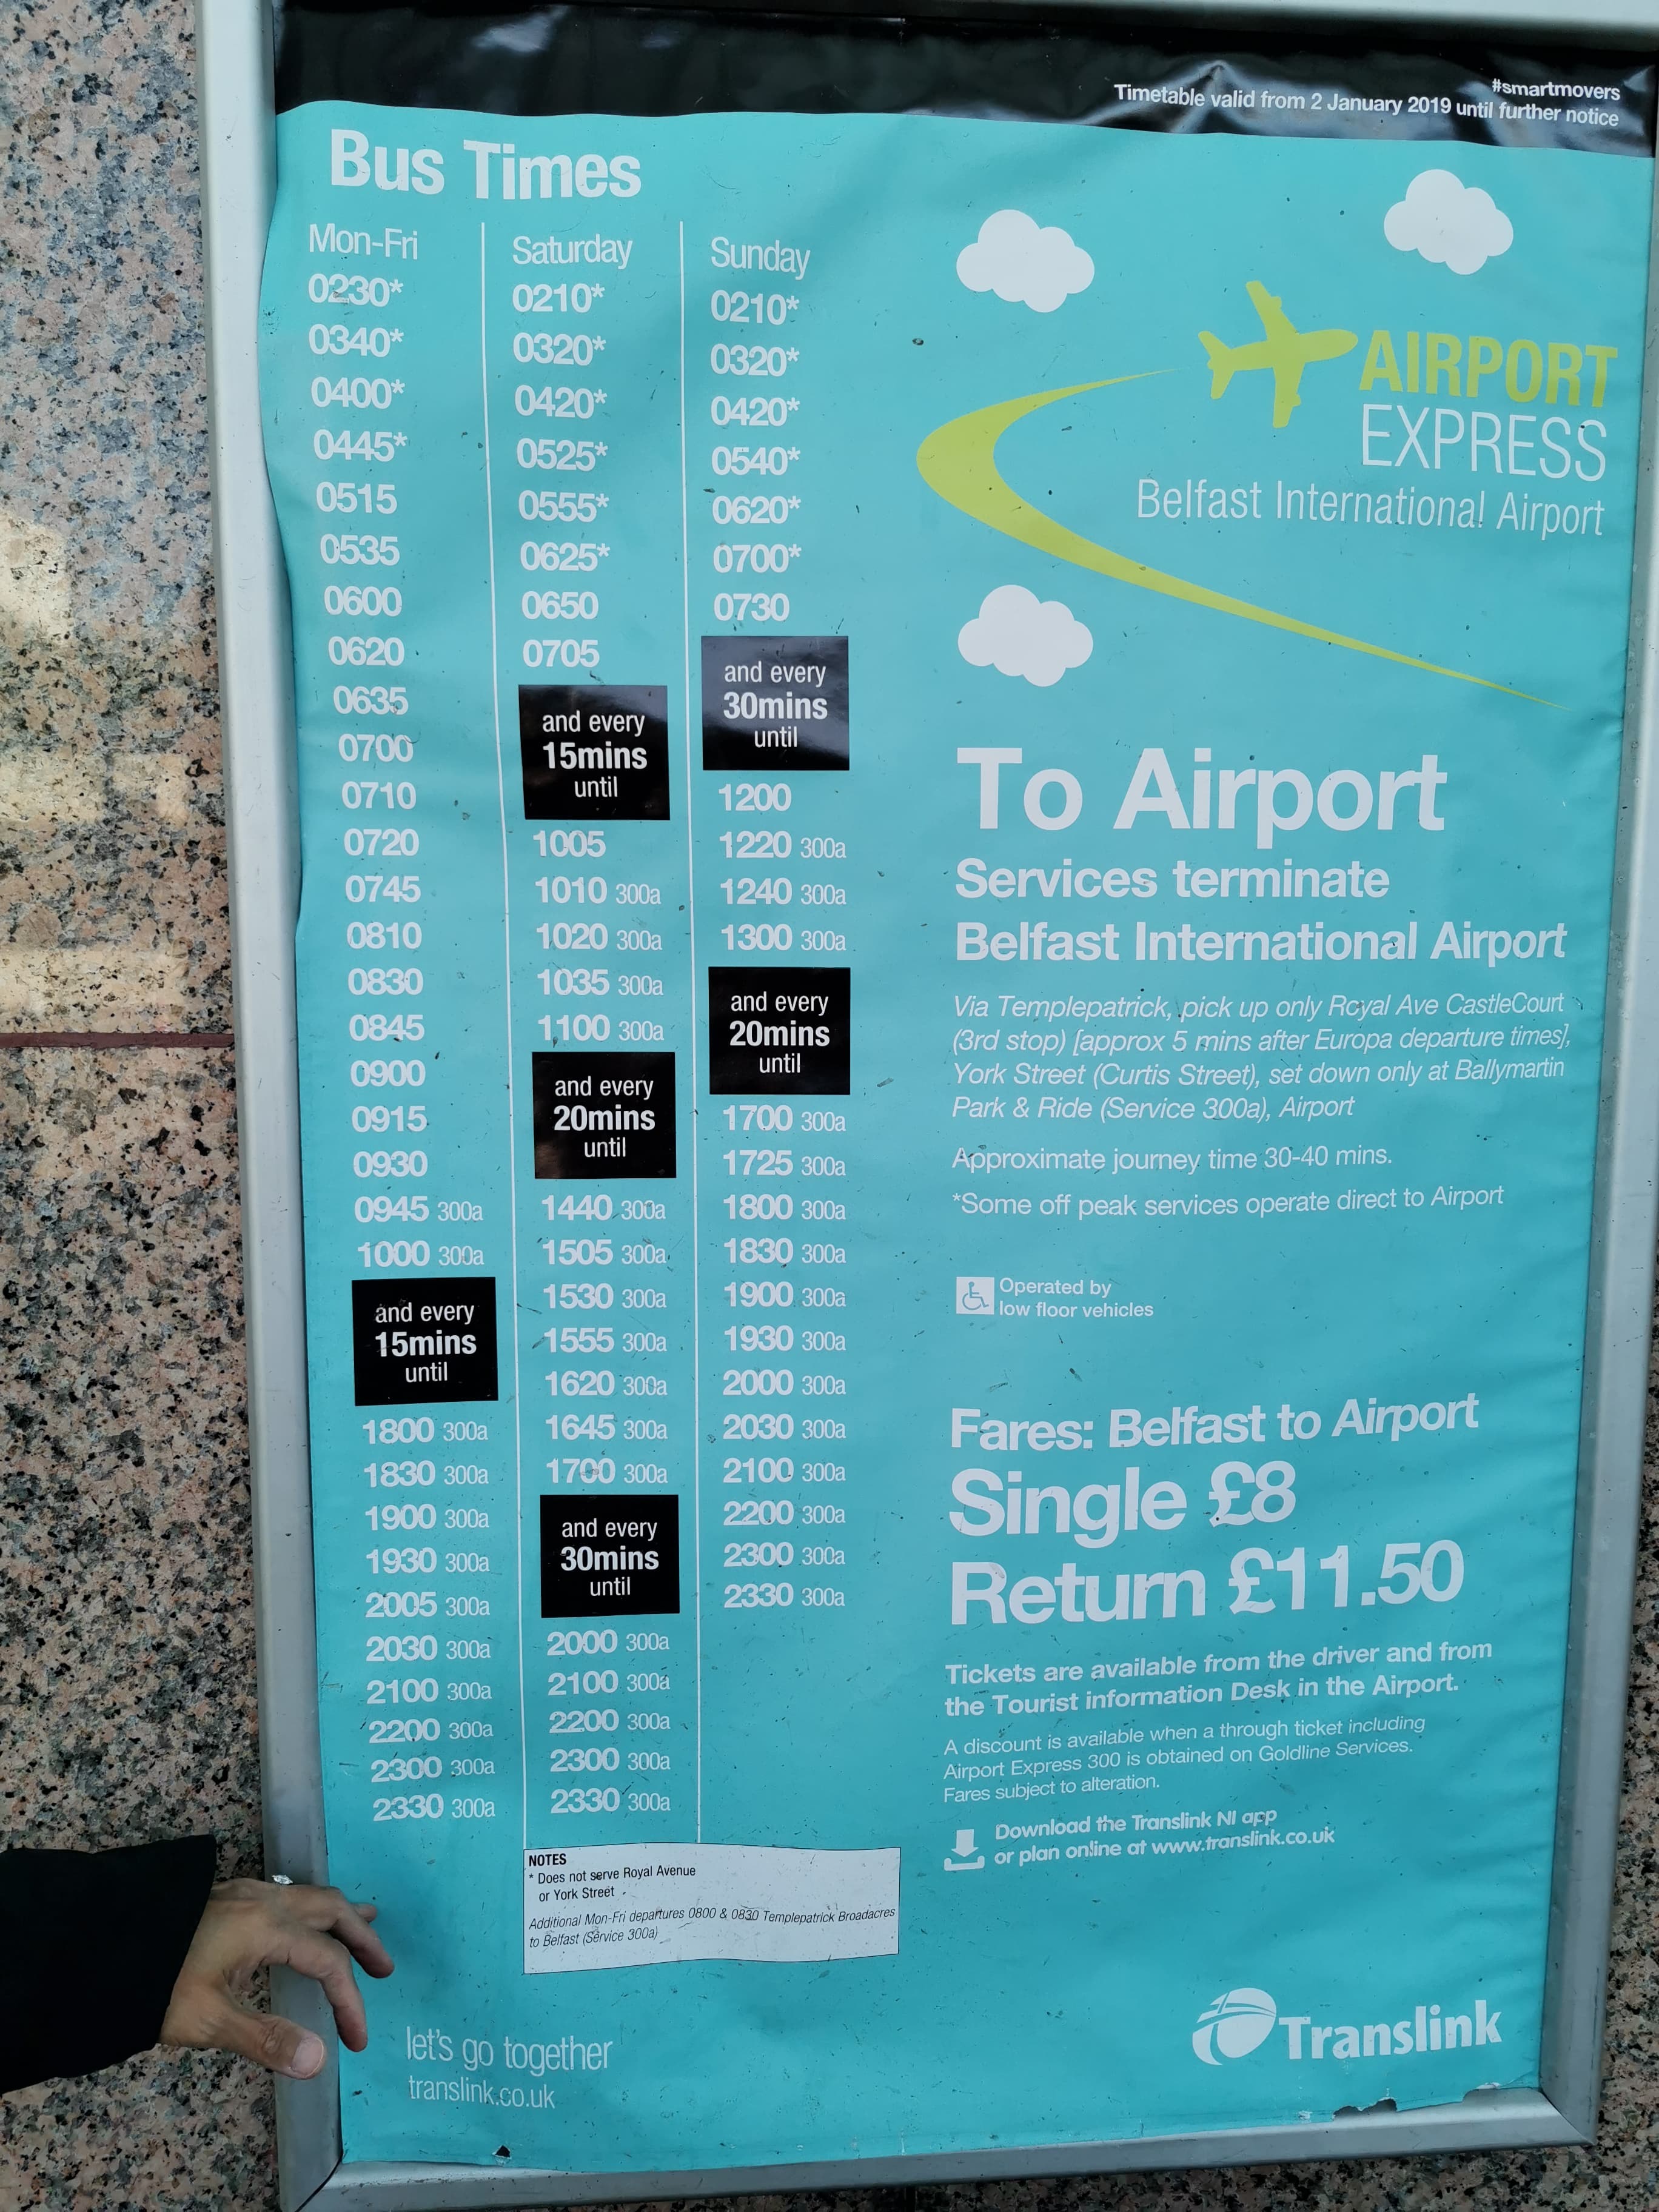 #smartmovers
Timetable valid from 2 January 2019 until further notice
Bus Times
Mon-Fri
0230*
0340*
0400*
0445*
0515
0535
0600
0620
0635
0700
0710
0720
0745
0810
0830
0845
0900
0915
0930
0945 300a
1000 300a
and every
15mins
until
1800 300a
1830 300a
1900 300a
1930 300a
2005 300a
2030 300a
2100 300a
2200 300a
2300 300a
2330 300a
Saturday
0210*
0320*
0420*
0525*
0555*
0625*
0650
0705
and every
15mins
until
1005
1010 300a
1020 300a
1035 300a
1100 300a
and every
20mins
until
1440 300a
1505 300a
1530 300a
1555 300a
1620 300a
1645 300a
1700 300a
and every
30mins
until
2000 300a
2100 300a
2200 300a
2300 300a
2330 300a
Sunday
0210*
0320*
0420*
0540*
0620*
0700*
0730
and every
30mins
until
1200
1220 300a
1240 300a
1300 300a
and every
20mins
until
1700 300a
1725 300a
1800 300a
1830 300a
1900 300a
1930 300a
2000 300a
2030 300a
2100 300a
2200 300a
2300 300a
2330 300a
NOTES
* Does not serve Royal Avenue
or York Street
Additional Mon-Fri departures 0800 & 0830 Templepatrick Broadacres
to Belfast (Service 300a)
let's go together
translink.co.uk
AIRPORT
EXPRESS
Belfast International Airport
To Airport
Services terminate
Belfast International Airport
Via Templepatrick, pick up only Royal Ave CastleCourt
(3rd stop) [approx 5 mins after Europa departure times],
York Street (Curtis Street), set down only at Ballymartin
Park & Ride (Service 300a), Airport
Approximate journey time 30-40 mins.
*Some off peak services operate direct to Airport
Operated by
low floor vehicles
Fares: Belfast to Airport
Single £8
Return £11.50
Tickets are available from the driver and from
the Tourist information Desk in the Airport.
A discount is available when a through ticket including
Airport Express 300 is obtained on Goldline Services.
Fares subject to alteration.
Download the Translink NI app
or plan online at www.translink.co.uk
Translink